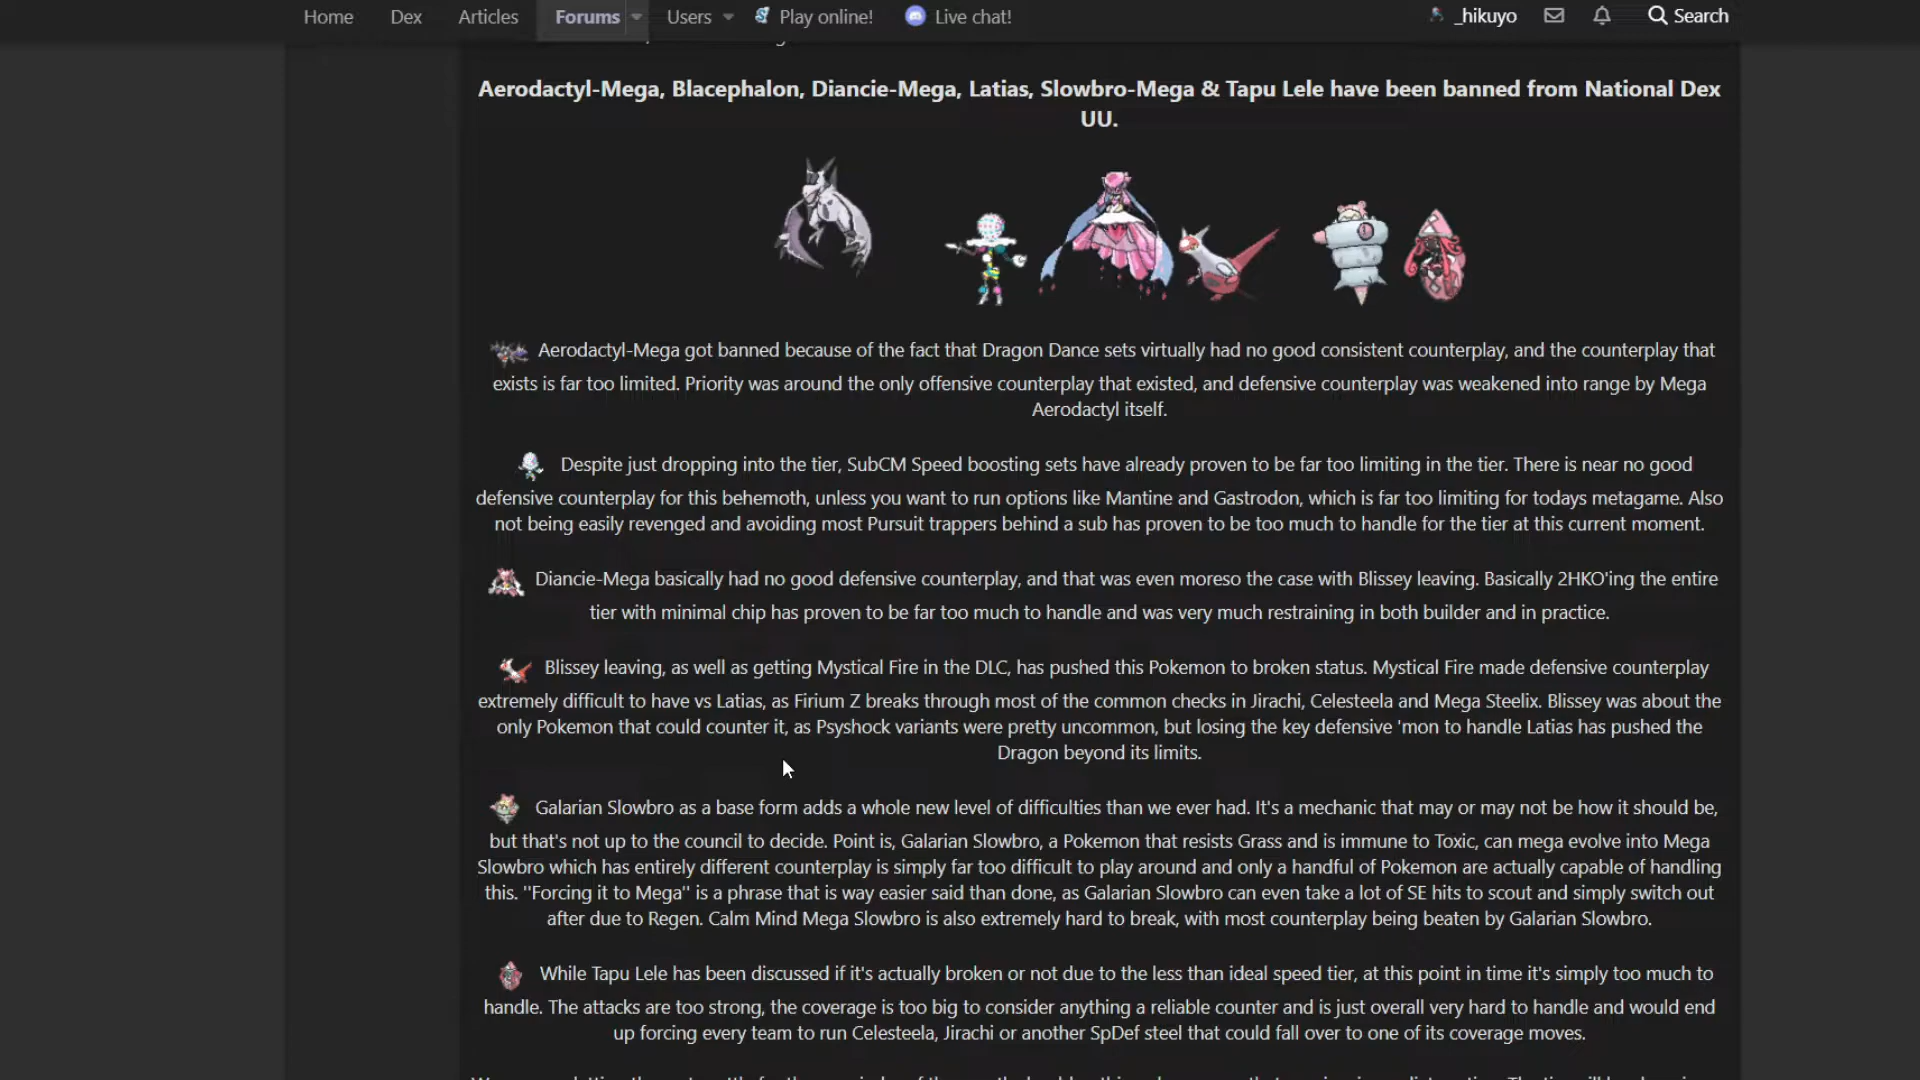 Home Dex Articles Forums Users Play online! Live chat! _hikuyo Search
Aerodactyl-Mega, Blacephalon, Diancie-Mega, Latias, Slowbro-Mega & Tapu Lele have been banned from National Dex
UU.
Aerodactyl-Mega got banned because of the fact that Dragon Dance sets virtually had no good consistent counterplay, and the counterplay that
exists is far too limited. Priority was around the only offensive counterplay that existed, and defensive counterplay was weakened into range by Mega
Aerodactyl itself.
Despite just dropping into the tier, SubCM Speed boosting sets have already proven to be far too limiting in the tier. There is near no good
defensive counterplay for this behemoth, unless you want to run options like Mantine and Gastrodon, which is far too limiting for todays metagame. Also
not being easily revenged and avoiding most Pursuit trappers behind a sub has proven to be too much to handle for the tier at this current moment.
Diancie-Mega basically had no good defensive counterplay, and that was even moreso the case with Blissey leaving. Basically 2HKO'ing the entire
tier with minimal chip has proven to be far too much to handle and was very much restraining in both builder and in practice.
Blissey leaving, as well as getting Mystical Fire in the DLC, has pushed this Pokemon to broken status. Mystical Fire made defensive counterplay
extremely difficult to have vs Latias, as Firium Z breaks through most of the common checks in Jirachi, Celesteela and Mega Steelix. Blissey was about the
only Pokemon that could counter it, as Psyshock variants were pretty uncommon, but losing the key defensive 'mon to handle Latias has pushed the
Dragon beyond its limits.
Galarian Slowbro as a base form adds a whole new level of difficulties than we ever had. It's a mechanic that may or may not be how it should be,
but that's not up to the council to decide. Point is, Galarian Slowbro, a Pokemon that resists Grass and is immune to Toxic, can mega evolve into Mega
Slowbro which has entirely different counterplay is simply far too difficult to play around and only a handful of Pokemon are actually capable of handling
this. "Forcing it to Mega" is a phrase that is way easier said than done, as Galarian Slowbro can even take a lot of SE hits to scout and simply switch out
after due to Regen. Calm Mind Mega Slowbro is also extremely hard to break, with most counterplay being beaten by Galarian Slowbro.
While Tapu Lele has been discussed if it's actually broken or not due to the less than ideal speed tier, at this point in time it's simply too much to
handle. The attacks are too strong, the coverage is too big to consider anything a reliable counter and is just overall very hard to handle and would end
up forcing every team to run Celesteela, Jirachi or another SpDef steel that could fall over to one of its coverage moves.